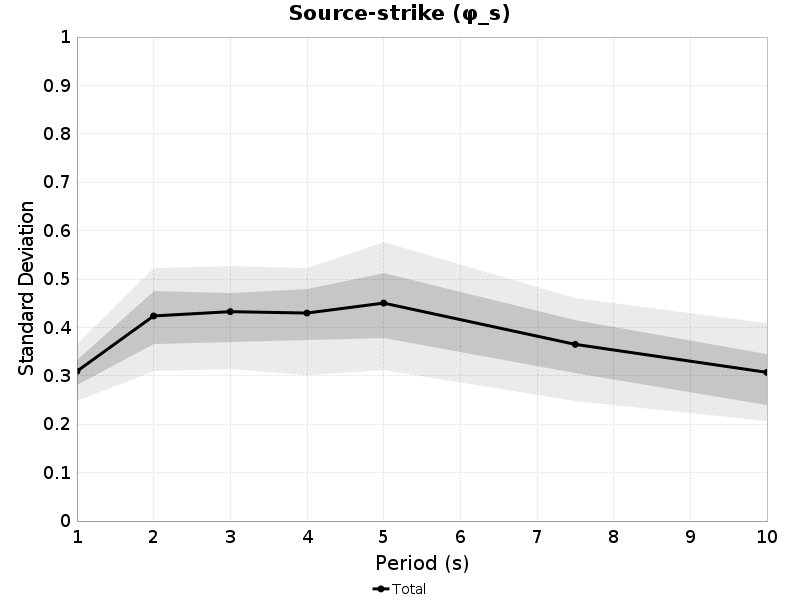 Source-strike (φ_s)
Standard Deviation
1
0.9
0.8
0.7
0.6
0.5
0.4
0.3
0.2
0.1
0
1 2 3 4 5 6 7 8 9 10
Period (s)
Total